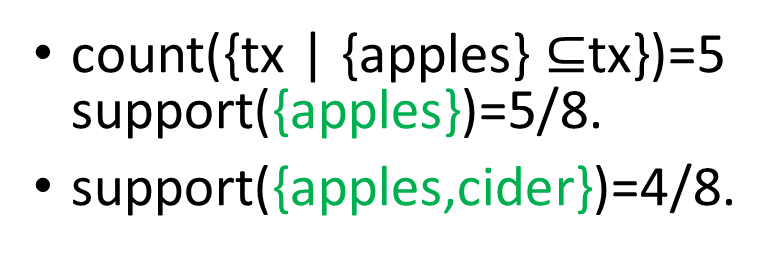 • count({tx | {apples} ⊆tx})=5
support({apples})=5/8.
• support({apples,cider})=4/8.